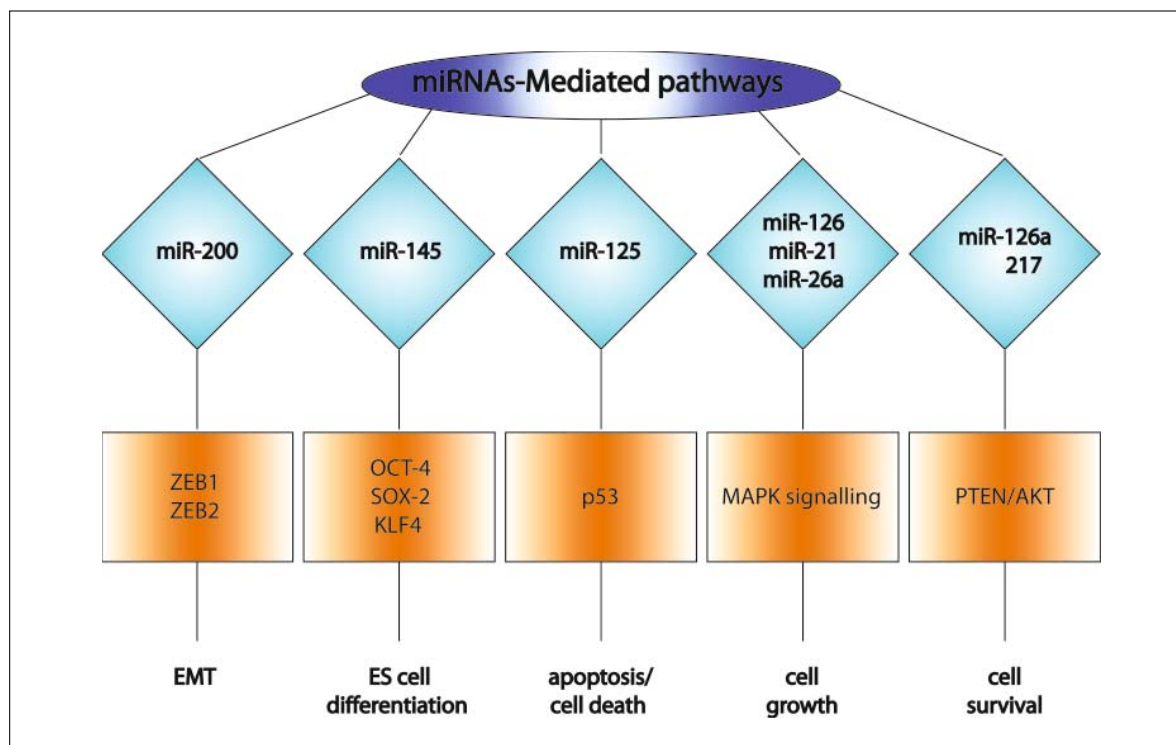 miRNAs-Mediated pathways
miR-200
miR-145
miR-125
miR-126
miR-21
miR-26a
miR-126a
217
ZEB1
ZEB2
OCT-4
SOX-2
KLF4
p53
MAPK signalling
PTEN/AKT
EMT
ES cell
differentiation
apoptosis/
cell death
cell
growth
cell
survival